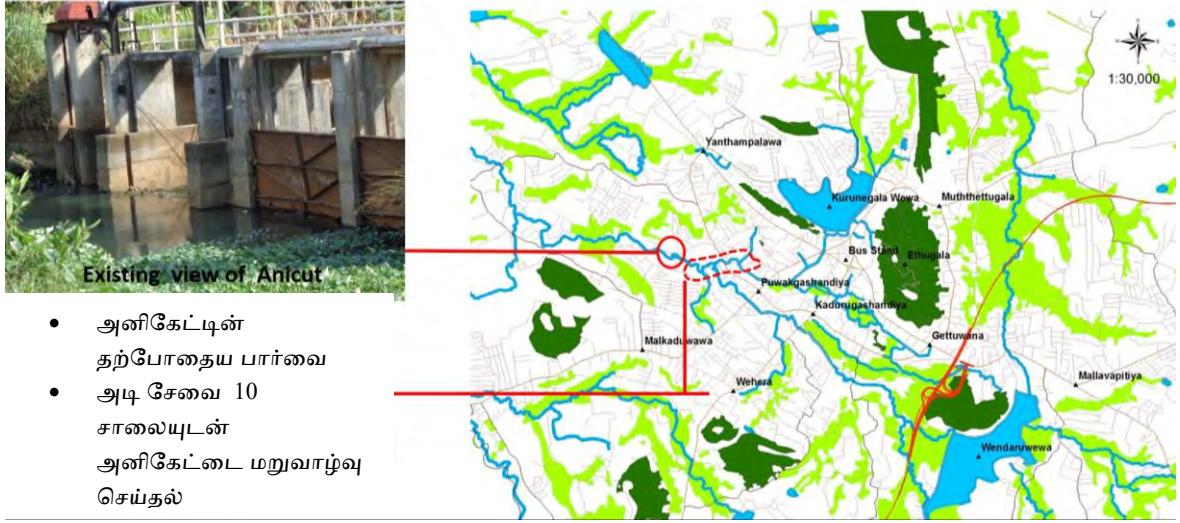 Existing view of Anicut
• அனிகேட்டின்
தற்போதைய பார்வை
• அடி சேவை 10
சாலையுடன்
அனிகேட்டை மறுவாழ்வு
செய்தல்
1:30,000
Yanthampalawa
Kurunegala Wowa
Muththettugala
Bus Stand
Ethugala
Puwakgashandiya
Kadurugashandiya
Gettuwana
Malkaduwawa
Wehera
Mallavapitiya
Wendaruwewa